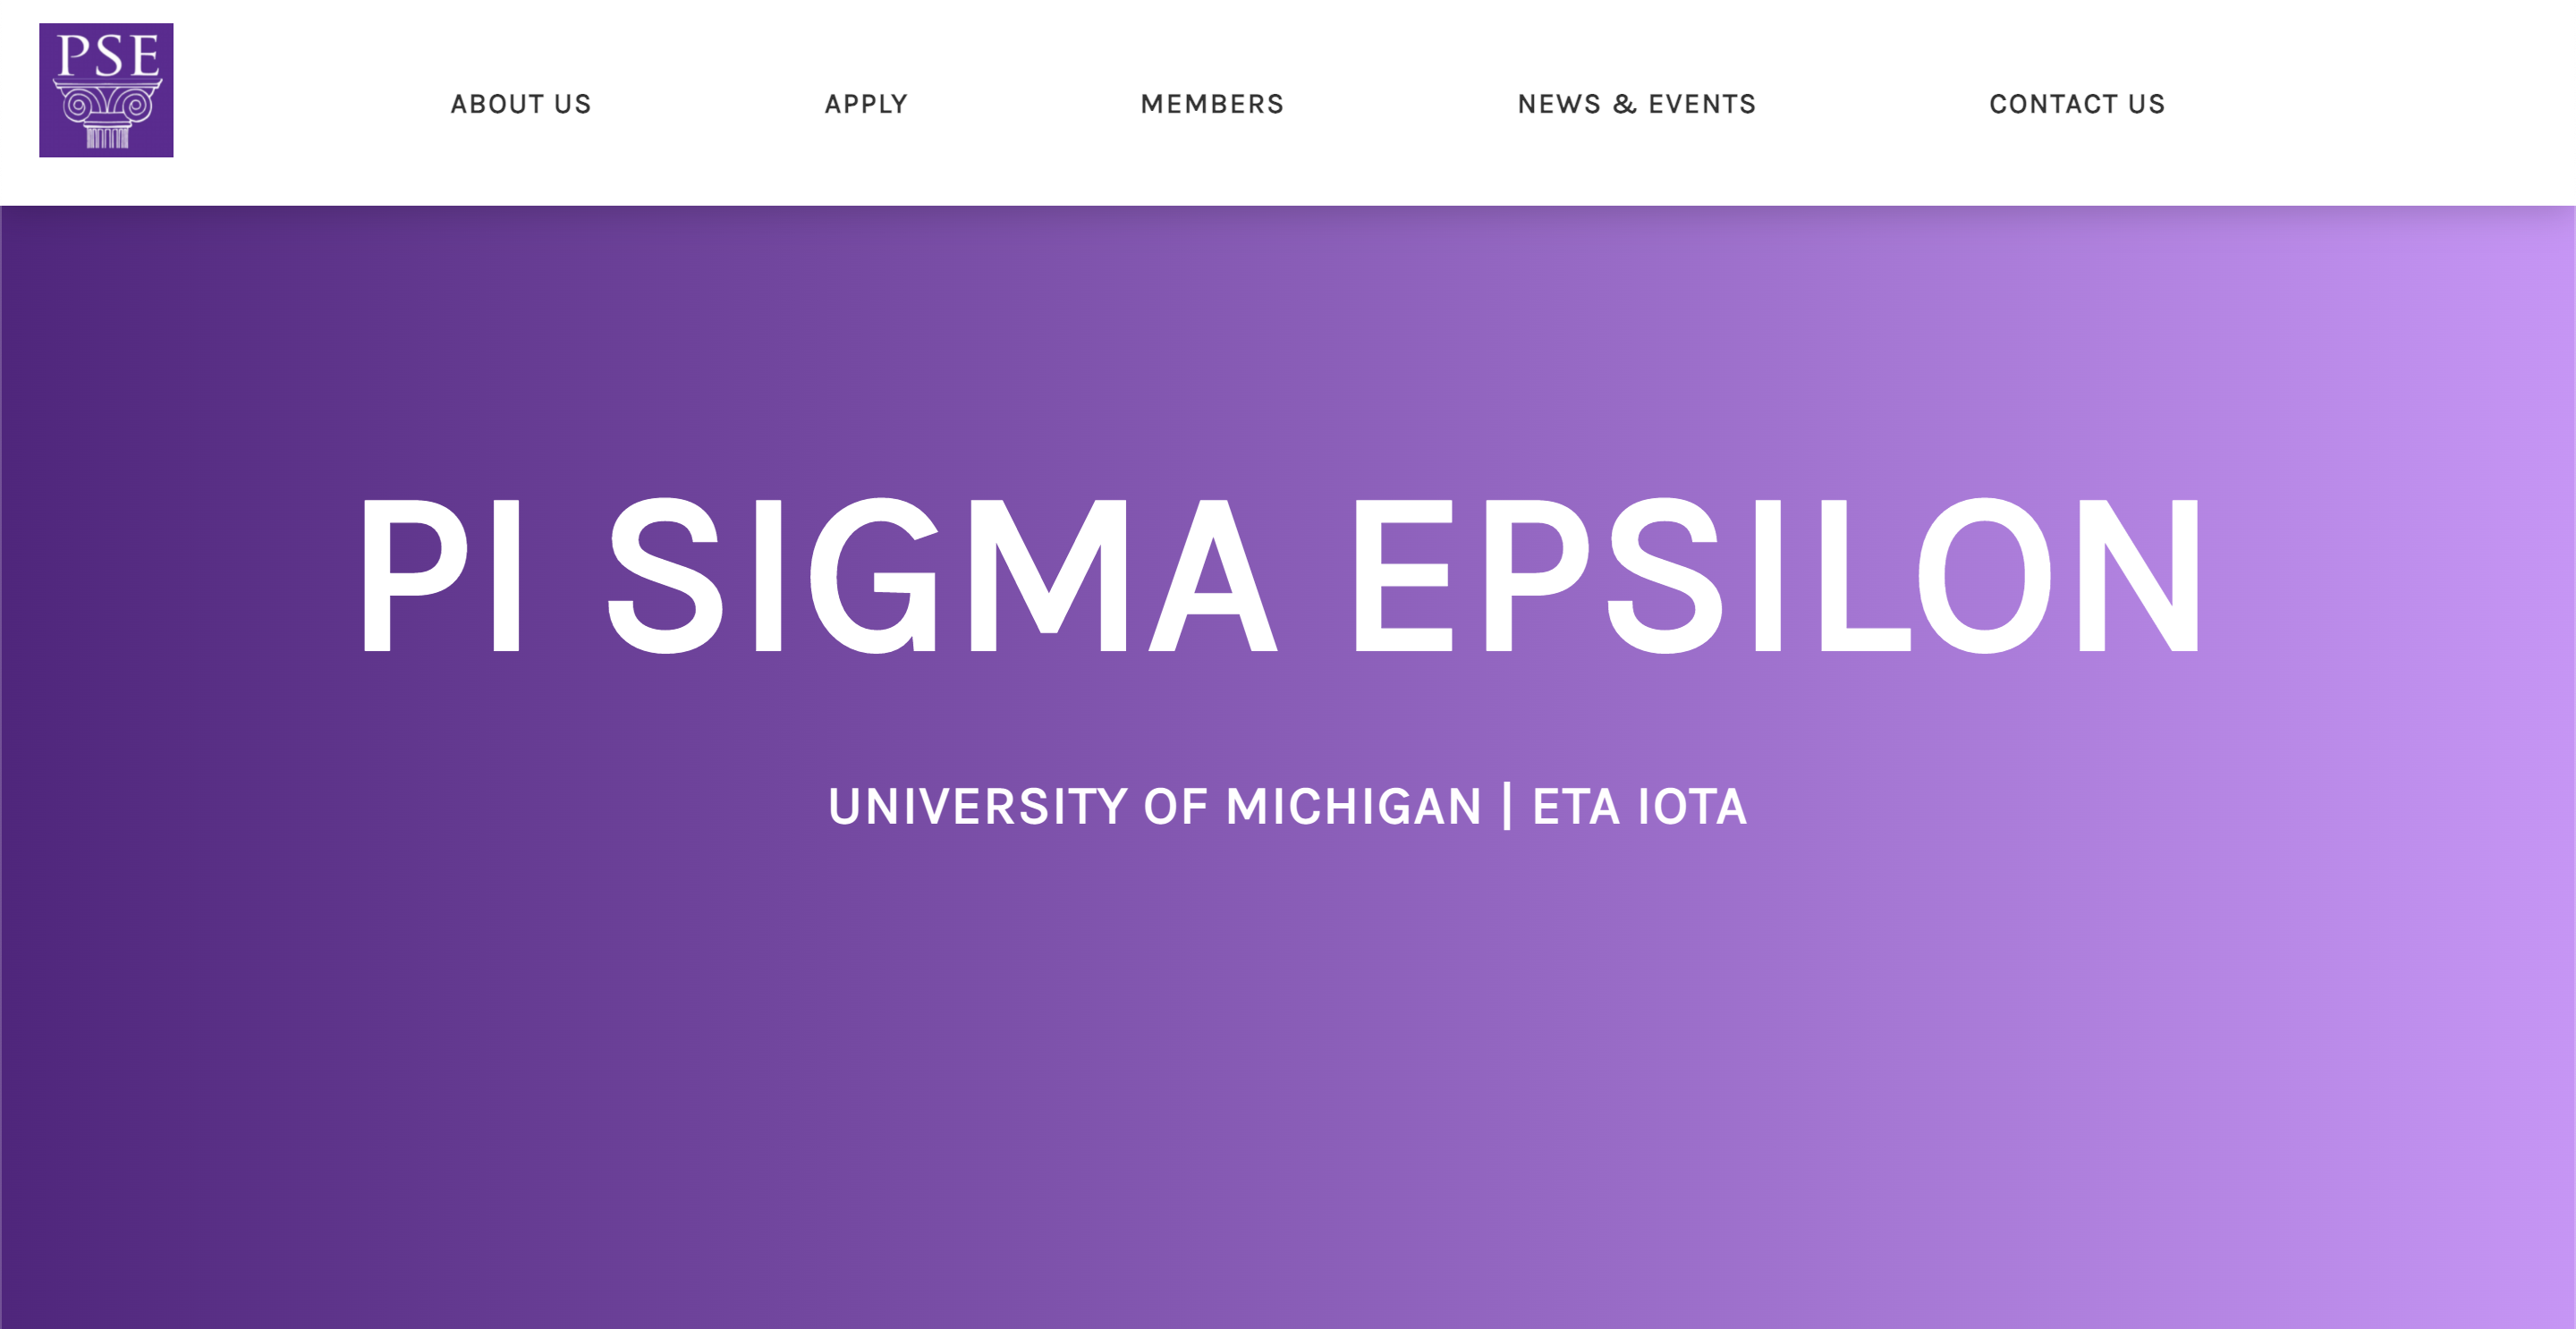 PSE
ABOUT US
APPLY
MEMBERS
NEWS & EVENTS
CONTACT US
PI SIGMA EPSILON
UNIVERSITY OF MICHIGAN | ETA IOTA